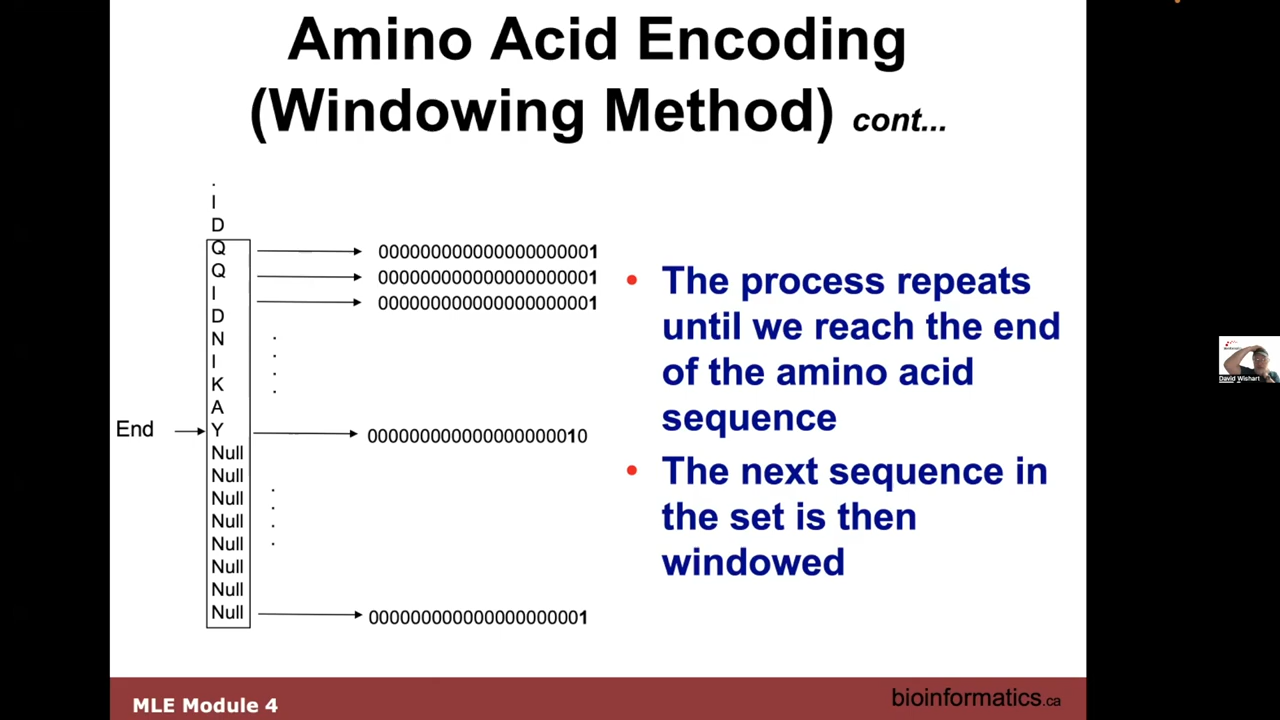 Amino Acid Encoding
(Windowing Method) cont...
.
I
D
Q 000000000000000000001
Q 000000000000000000001
I 000000000000000000001
D
N
I
K
A
End Y 000000000000000000010
Null
Null
Null
Null
Null
Null
Null
Null 000000000000000000001
• The process repeats
until we reach the end
of the amino acid
sequence
• The next sequence in
the set is then
windowed
David Wishart
MLE Module 4
bioinformatics.ca